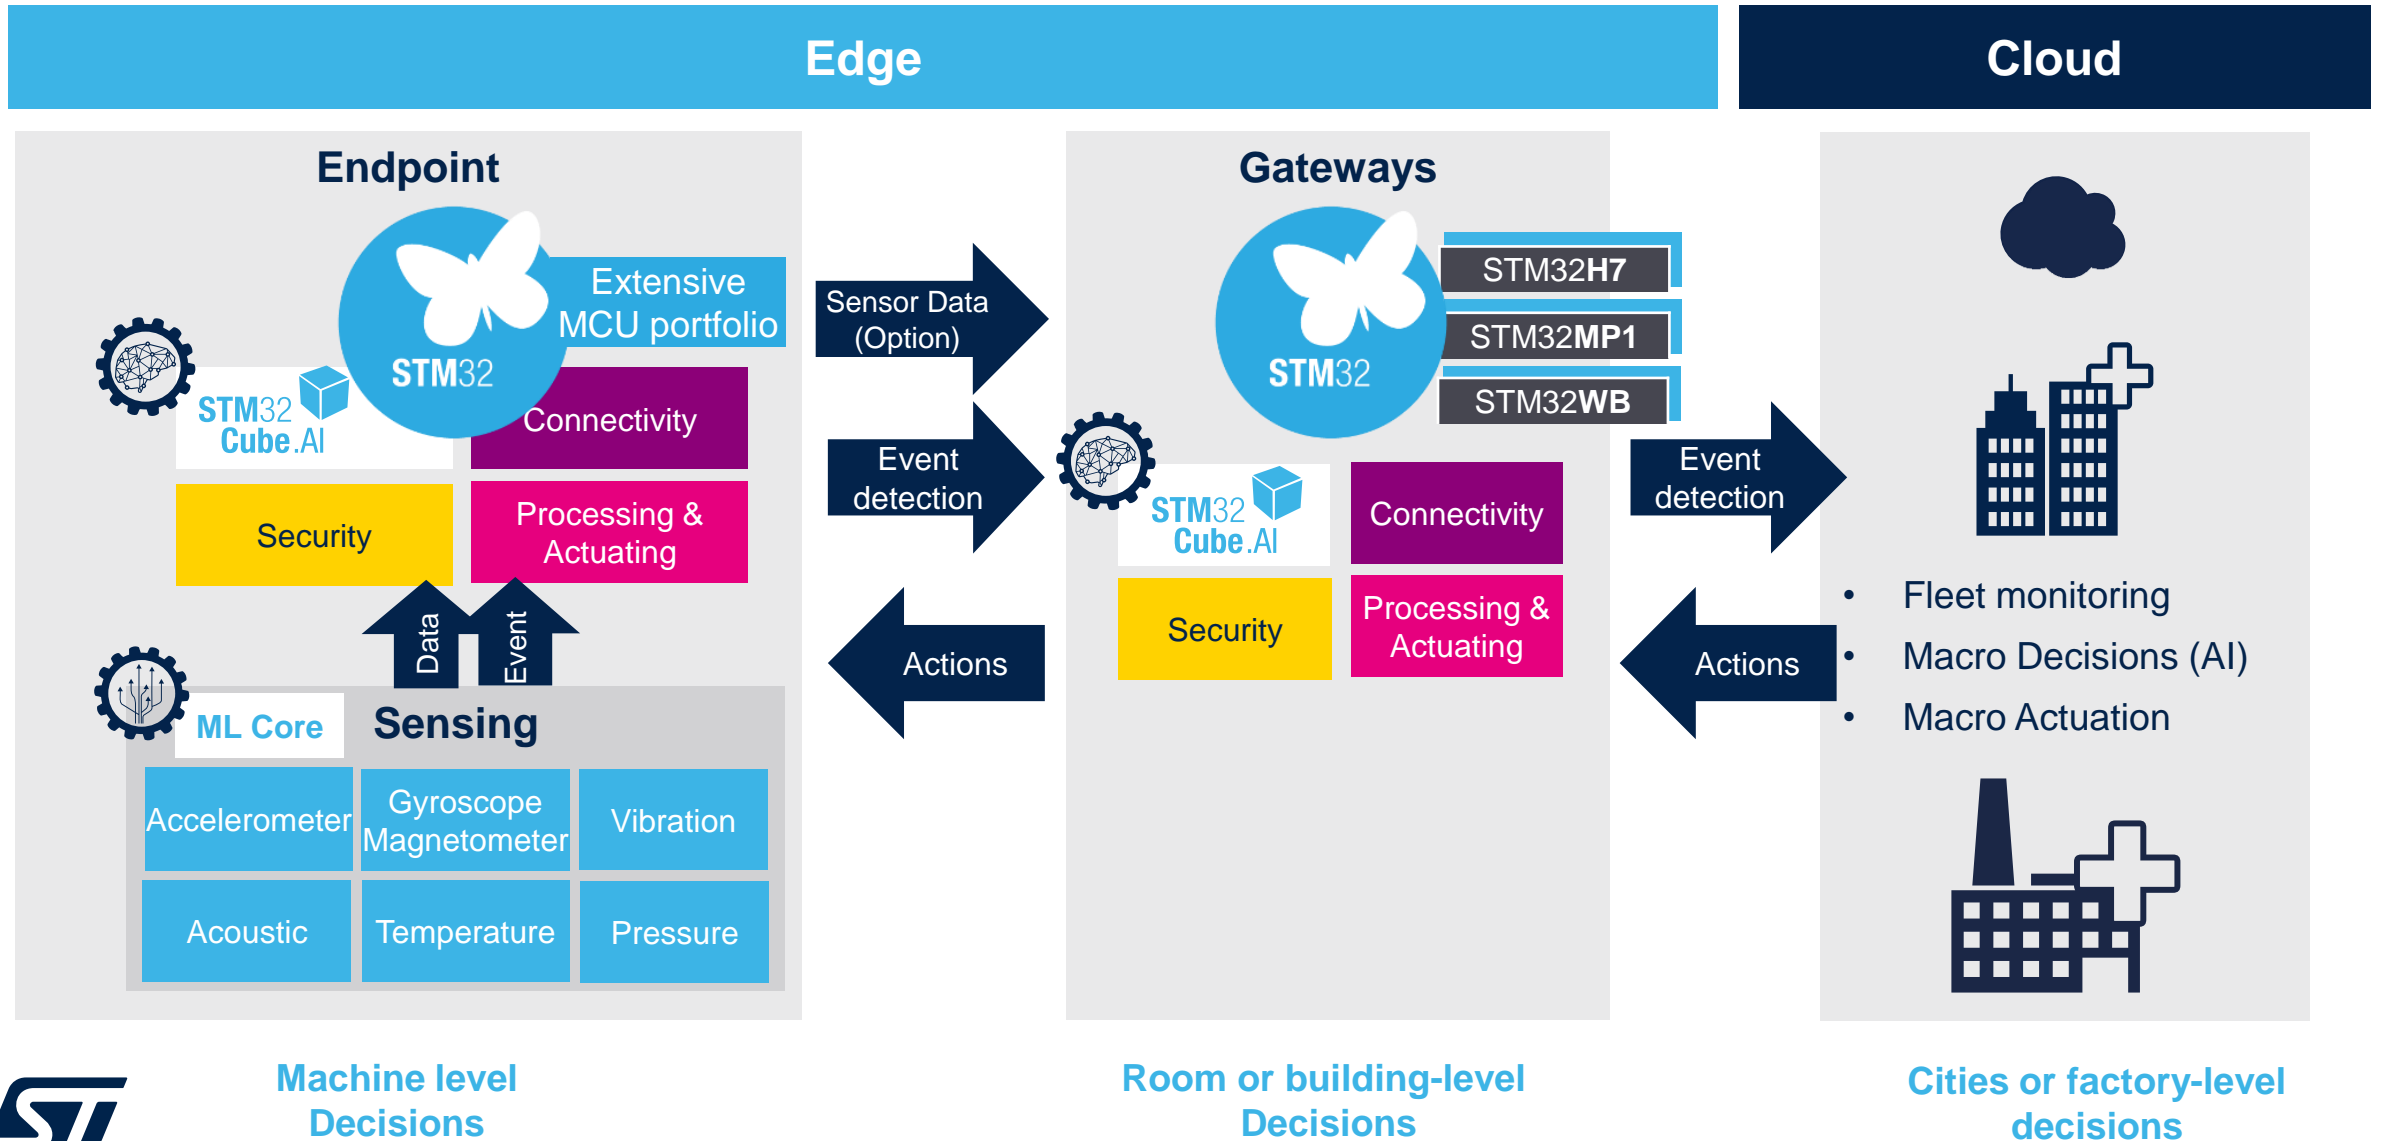 Edge
Cloud
Endpoint
STM32
Extensive
MCU portfolio
STM32
Cube.AI
Connectivity
Security
Processing &
Actuating
Data
Event
ML Core
Sensing
Accelerometer
Gyroscope
Magnetometer
Vibration
Acoustic
Temperature
Pressure
Machine level
Decisions
Sensor Data
(Option)
Event
detection
Actions
Gateways
STM32
STM32H7
STM32MP1
STM32WB
STM32
Cube.AI
Connectivity
Security
Processing &
Actuating
Room or building-level
Decisions
Event
detection
Actions
• Fleet monitoring
• Macro Decisions (AI)
• Macro Actuation
Cities or factory-level
decisions
ST